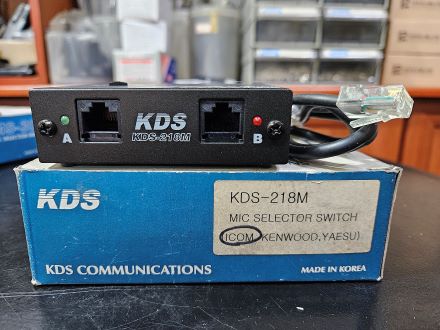 A
KDS
KDS-218M
B
KDS
KDS-218M
MIC SELECTOR SWITCH
(ICOM, KENWOOD,YAESU)
KDS COMMUNICATIONS
MADE IN KOREA